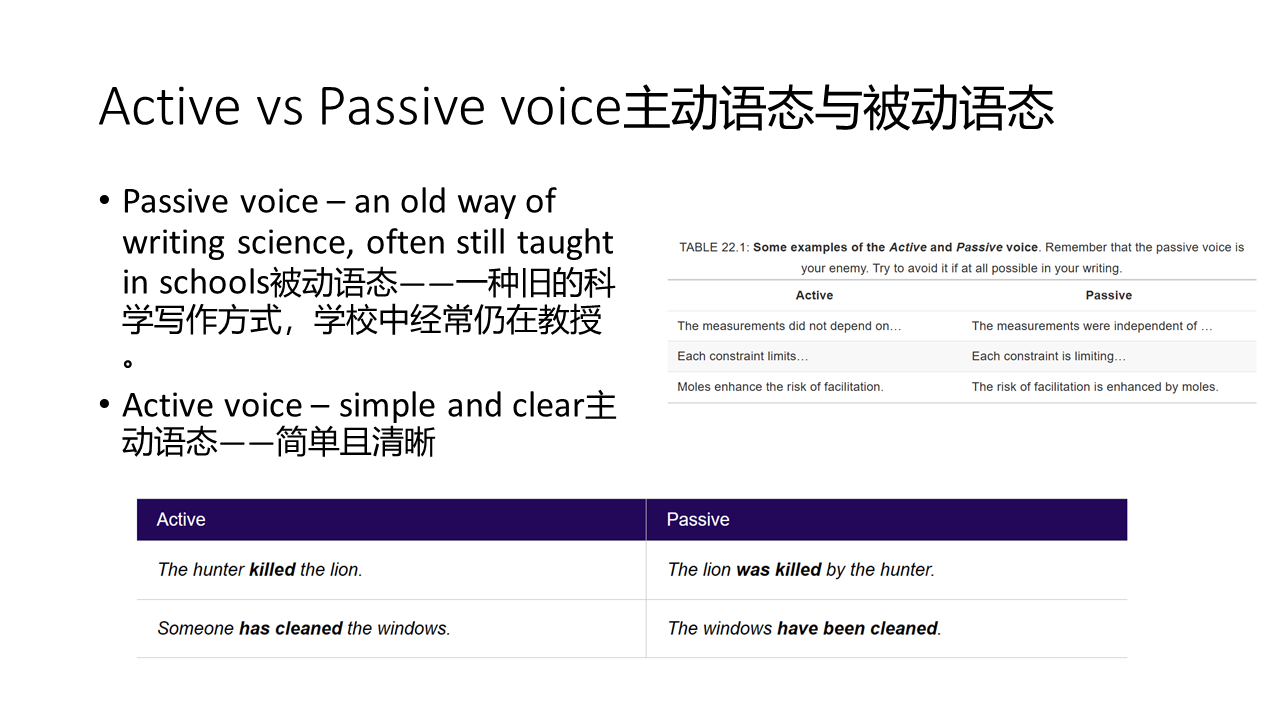 Active vs Passive voice主动语态与被动语态
• Passive voice – an old way of
writing science, often still taught
in schools被动语态——一种旧的科
学写作方式，学校中经常仍在教授
。
• Active voice – simple and clear主
动语态——简单且清晰
TABLE 22.1: Some examples of the Active and Passive voice. Remember that the passive voice is
your enemy. Try to avoid it if at all possible in your writing.
Active Passive
The measurements did not depend on… The measurements were independent of …
Each constraint limits… Each constraint is limiting…
Moles enhance the risk of facilitation. The risk of facilitation is enhanced by moles.
Active Passive
The hunter killed the lion. The lion was killed by the hunter.
Someone has cleaned the windows. The windows have been cleaned.